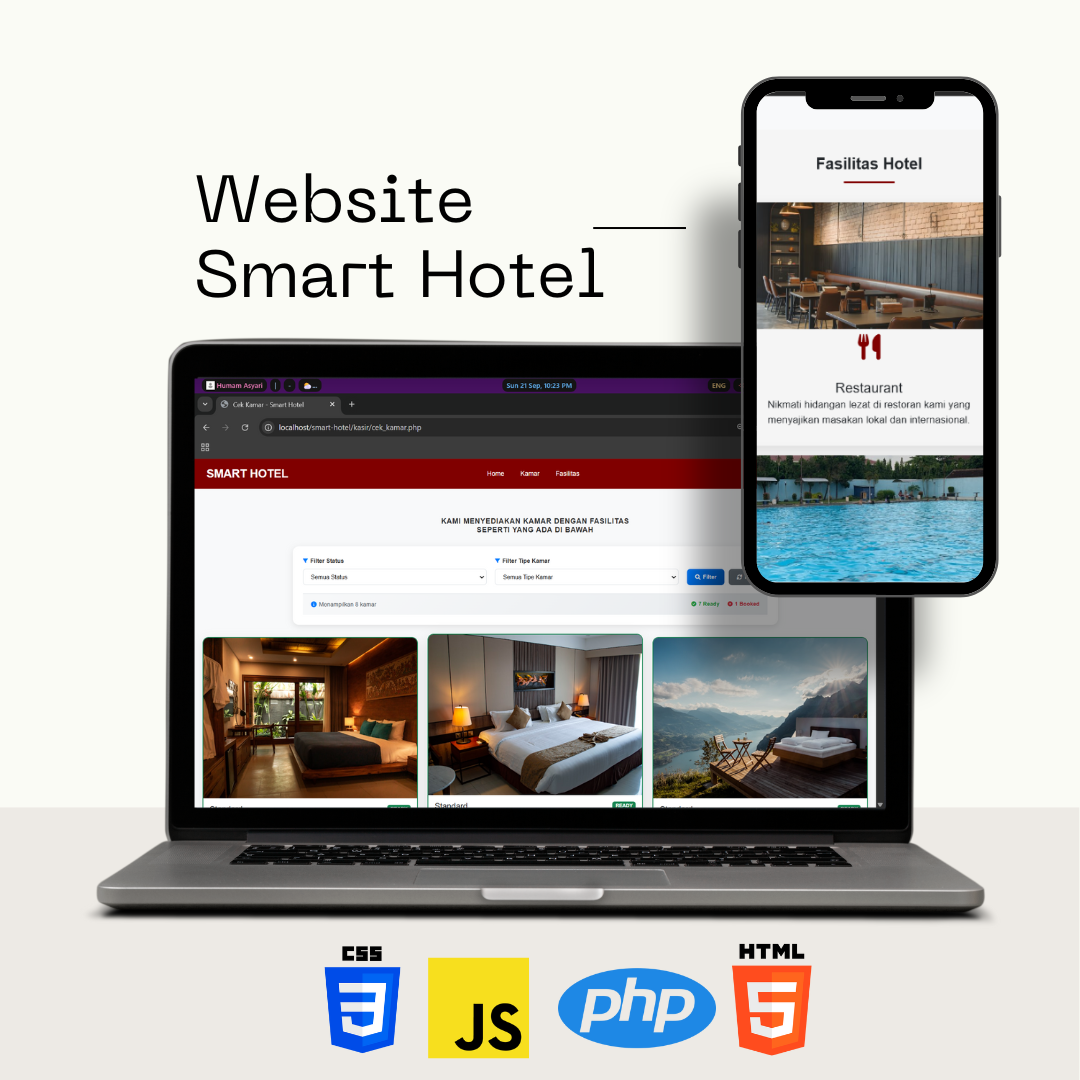 Website
Smart Hotel
Fasilitas Hotel
Restaurant
Nikmati hidangan lezat di restoran kami yang
menyajikan masakan lokal dan internasional.
Humam Asyari
Sun 21 Sep, 10:23 PM
ENG
Cek Kamar - Smart Hotel
localhost/smart-hotel/kasir/cek_kamar.php
SMART HOTEL
Home Kamar Fasilitas
KAMI MENYEDIAKAN KAMAR DENGAN FASILITAS
SEPERTI YANG ADA DI BAWAH
Filter Status Filter Tipe Kamar
Semua Status Semua Tipe Kamar Filter
Menampilkan 8 kamar 7 Ready 1 Booked
Standard READY
CSS
3
JS
php
HTML
5